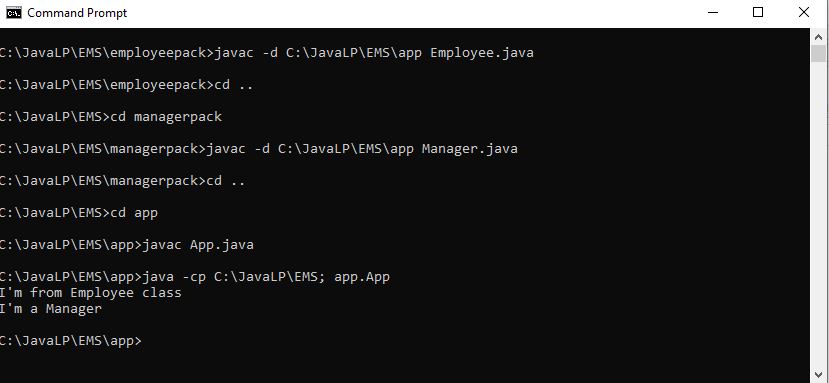 Command Prompt
C:\JavaLP\EMS\employeepack>javac -d C:\JavaLP\EMS\app Employee.java
C:\JavaLP\EMS\employeepack>cd ..
C:\JavaLP\EMS>cd managerpack
C:\JavaLP\EMS\managerpack>javac -d C:\JavaLP\EMS\app Manager.java
C:\JavaLP\EMS\managerpack>cd ..
C:\JavaLP\EMS>cd app
C:\JavaLP\EMS\app>javac App.java
C:\JavaLP\EMS\app>java -cp C:\JavaLP\EMS; app.App
I'm from Employee class
I'm a Manager
C:\JavaLP\EMS\app>